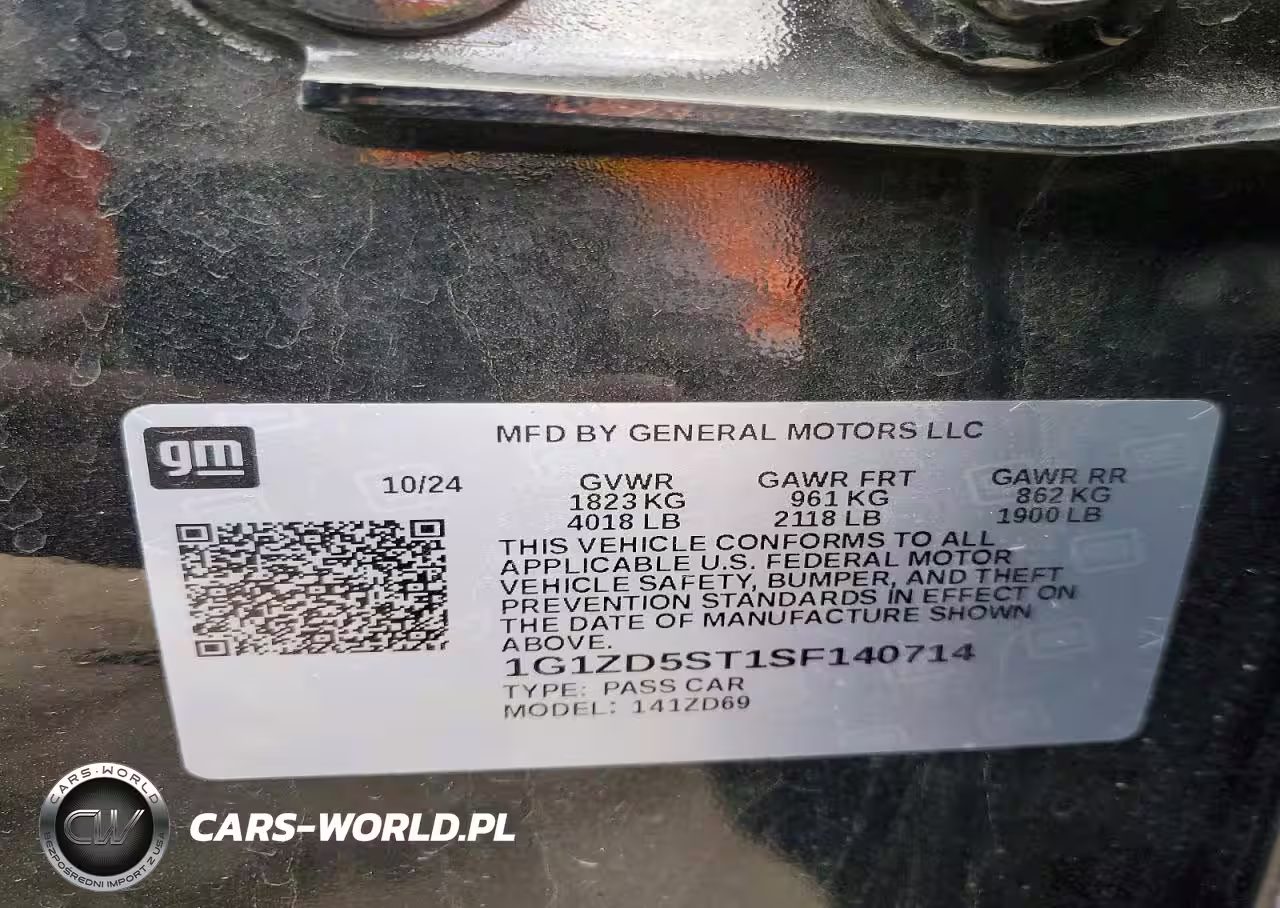 gm
MFD BY GENERAL MOTORS LLC
10/24
GVWR GAWR FRT GAWR RR
1823 KG 961 KG 862 KG
4018 LB 2118 LB 1900 LB
THIS VEHICLE CONFORMS TO ALL
APPLICABLE U.S. FEDERAL MOTOR
VEHICLE SAFETY, BUMPER, AND THEFT
PREVENTION STANDARDS IN EFFECT ON
THE DATE OF MANUFACTURE SHOWN
ABOVE.
1G1ZD5ST1SF140714
TYPE: PASS CAR
MODEL: 141ZD69
CARS-WORLD
CW
BEZPOŚREDNI IMPORT Z USA
CARS-WORLD.PL